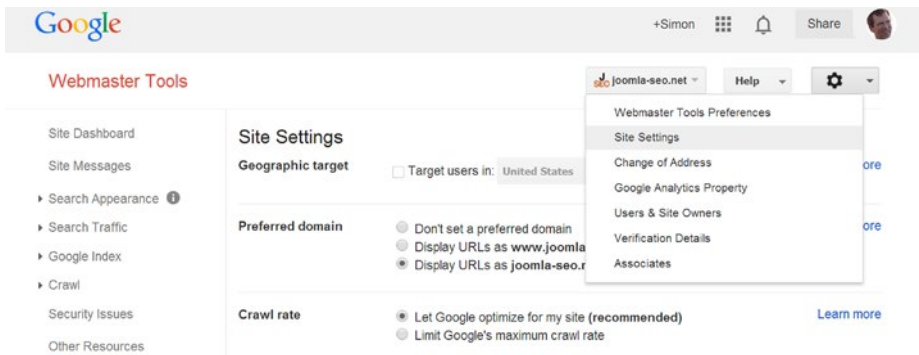 Google
+Simon
Share
Webmaster Tools
J SEO joomla-seo.net
Help
Webmaster Tools Preferences
Site Settings
Change of Address
Google Analytics Property
Users & Site Owners
Verification Details
Associates
Site Dashboard
Site Messages
Search Appearance
Search Traffic
Google Index
Crawl
Security Issues
Other Resources
Site Settings
Geographic target
Target users in: United States
ore
Preferred domain
Don't set a preferred domain
ore
Display URLs as www.joomla
Display URLs as joomla-seo.
Crawl rate
Let Google optimize for my site (recommended)
Learn more
Limit Google's maximum crawl rate